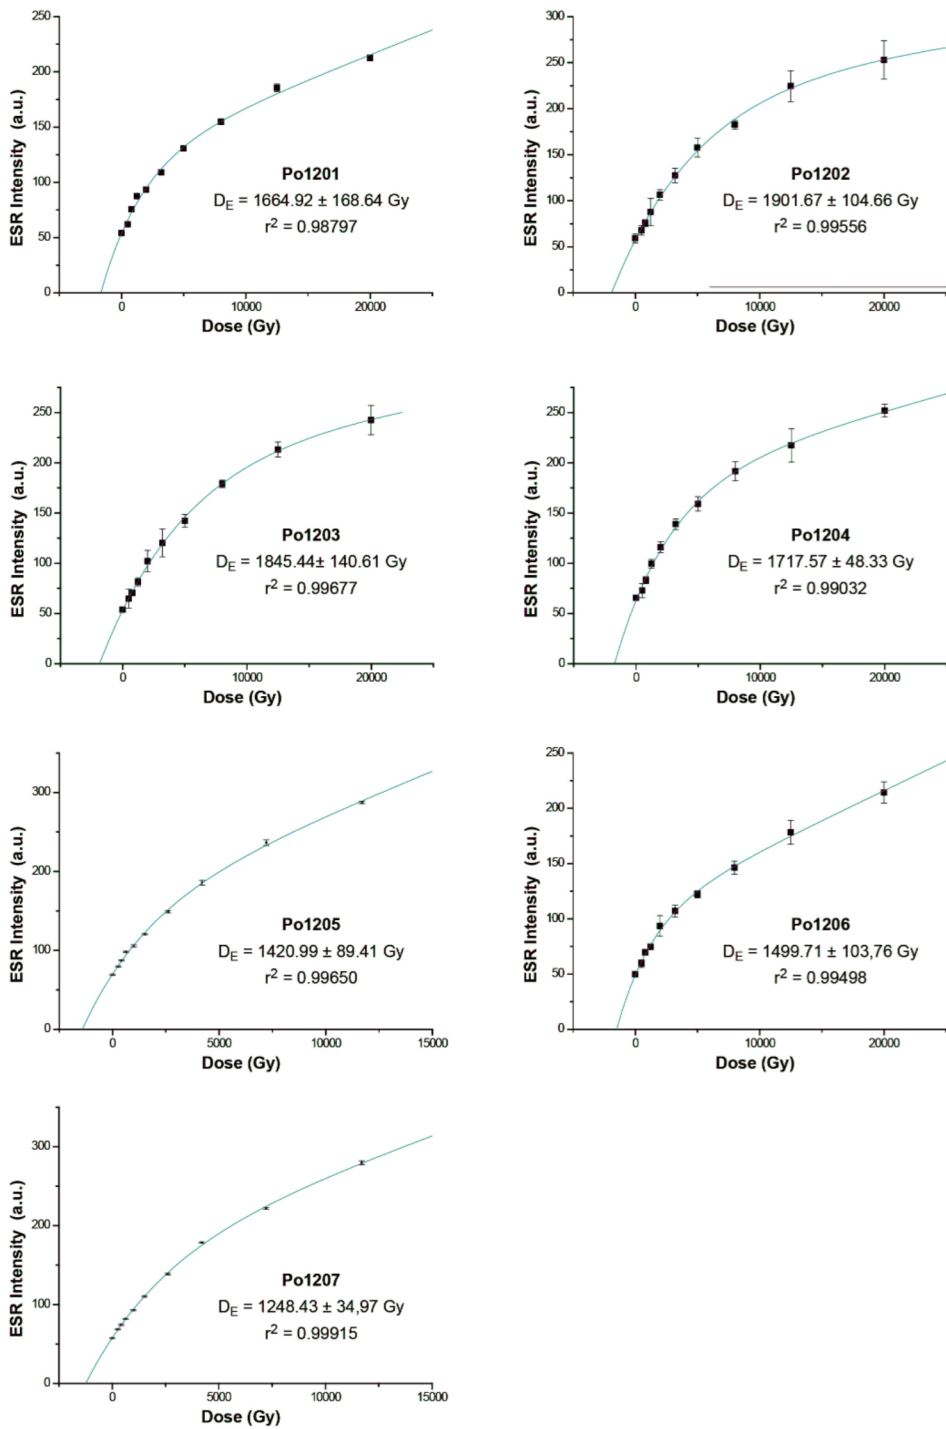 250
200
150
100
50
0
ESR Intensity (a.u.)
Po1201
D_E = 1664.92 ± 168.64 Gy
r² = 0.98797
0 10000 20000
Dose (Gy)
300
250
200
150
100
50
0
ESR Intensity (a.u.)
Po1202
D_E = 1901.67 ± 104.66 Gy
r² = 0.99556
0 10000 20000
Dose (Gy)
250
200
150
100
50
0
ESR Intensity (a.u.)
Po1203
D_E = 1845.44± 140.61 Gy
r² = 0.99677
0 10000 20000
Dose (Gy)
250
200
150
100
50
0
ESR Intensity (a.u.)
Po1204
D_E = 1717.57 ± 48.33 Gy
r² = 0.99032
0 10000 20000
Dose (Gy)
300
200
100
0
ESR Intensity (a.u.)
Po1205
D_E = 1420.99 ± 89.41 Gy
r² = 0.99650
0 5000 10000 15000
Dose (Gy)
250
200
150
100
50
0
ESR Intensity (a.u.)
Po1206
D_E = 1499.71 ± 103,76 Gy
r² = 0.99498
0 10000 20000
Dose (Gy)
300
200
100
0
ESR Intensity (a.u.)
Po1207
D_E = 1248.43 ± 34,97 Gy
r² = 0.99915
0 5000 10000 15000
Dose (Gy)